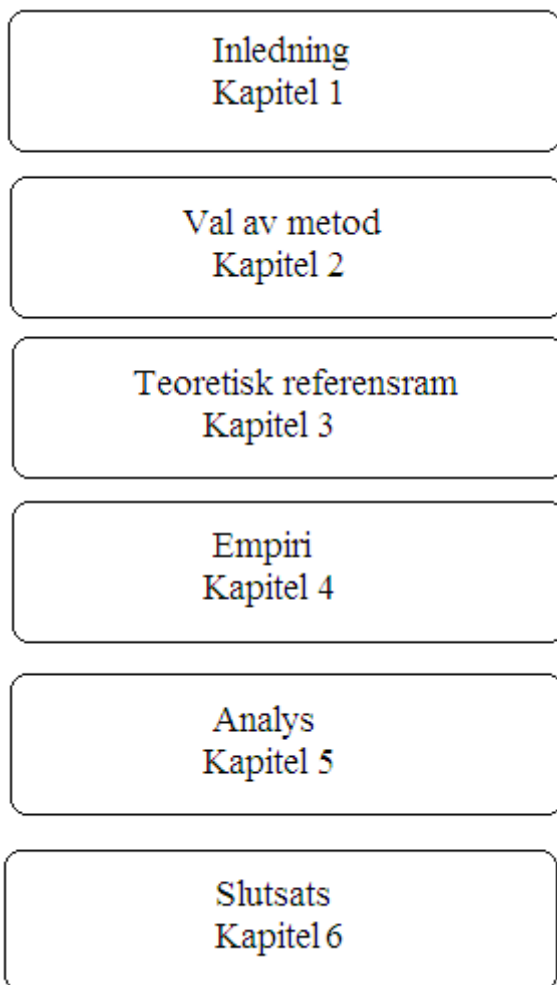 Inledning
Kapitel 1
Val av metod
Kapitel 2
Teoretisk referensram
Kapitel 3
Empiri
Kapitel 4
Analys
Kapitel 5
Slutsats
Kapitel 6